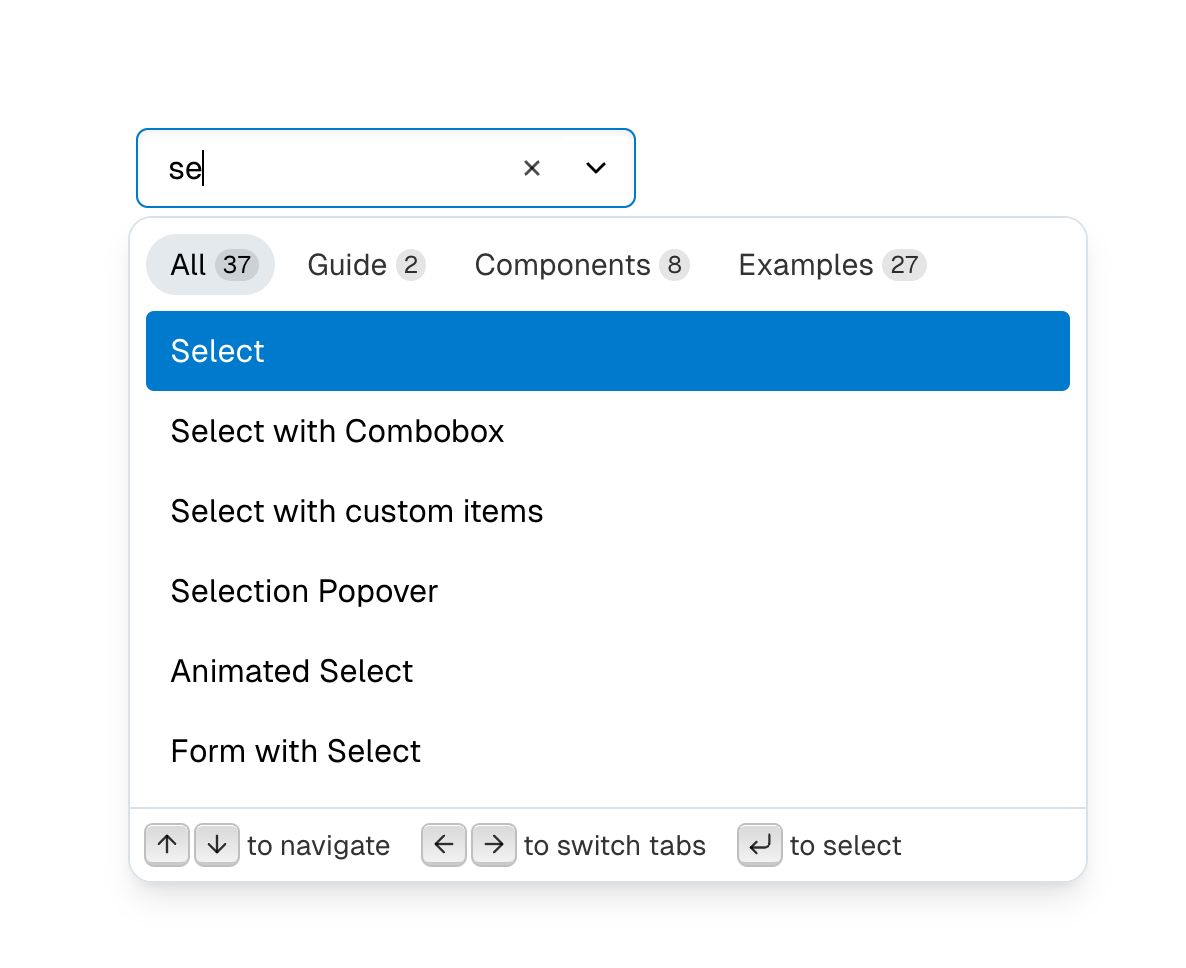 se
All 37 Guide 2 Components 8 Examples 27
Select
Select with Combobox
Select with custom items
Selection Popover
Animated Select
Form with Select
↑ ↓ to navigate ← → to switch tabs ↵ to select